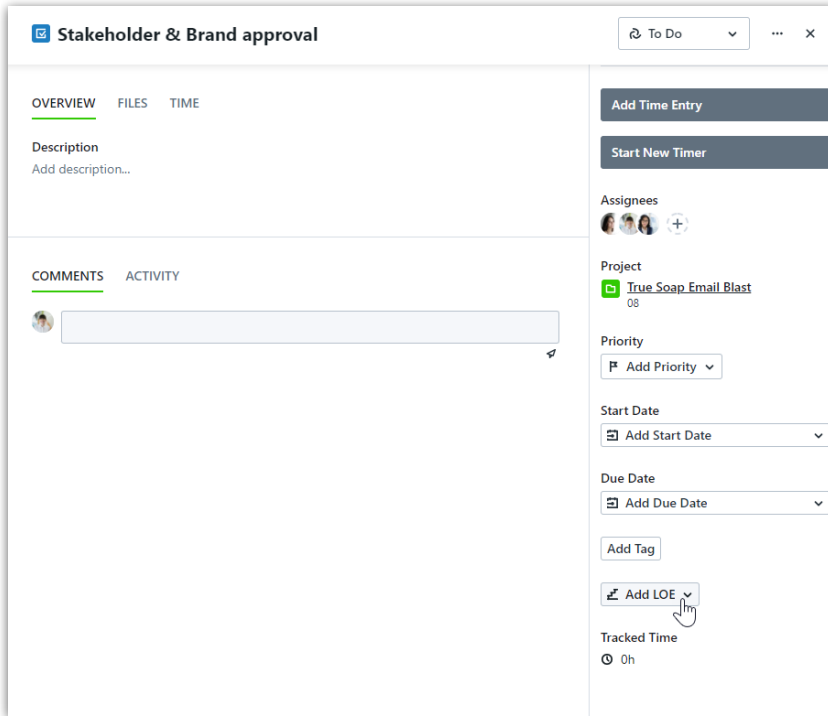 Stakeholder & Brand approval
To Do
OVERVIEW FILES TIME
Description
Add description...
COMMENTS ACTIVITY
Add Time Entry
Start New Timer
Assignees
Project
True Soap Email Blast
08
Priority
Add Priority
Start Date
Add Start Date
Due Date
Add Due Date
Add Tag
Add LOE
Tracked Time
0h